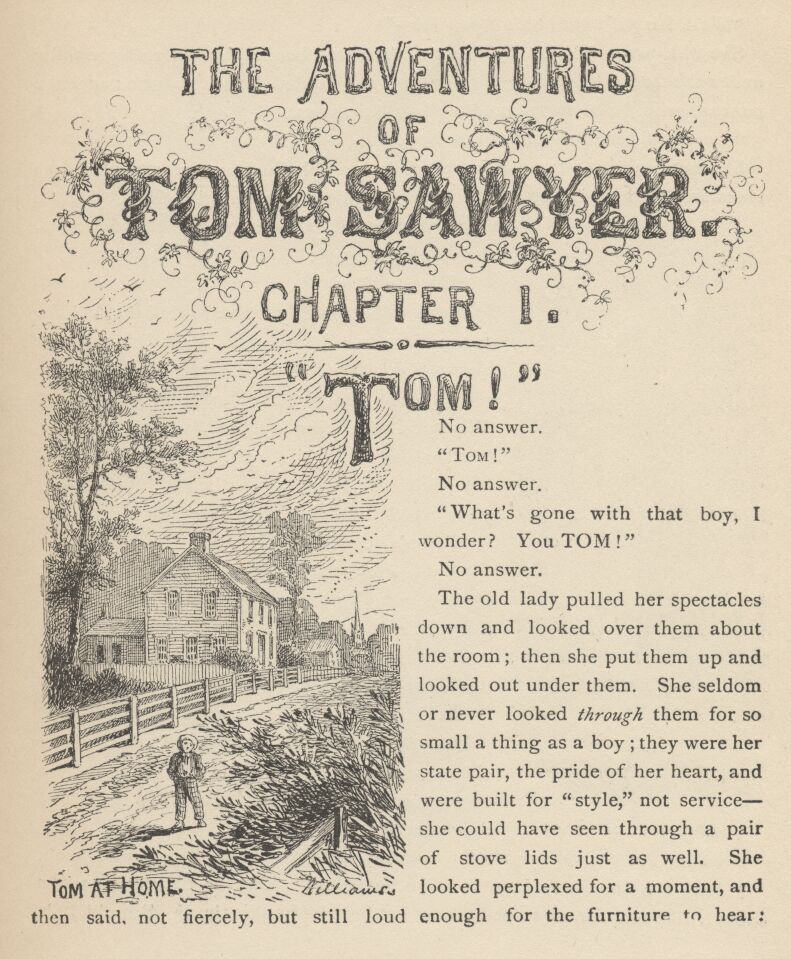 THE ADVENTURES
OF
TOM SAWYER.
CHAPTER I.
"TOM!"
No answer.
"TOM!"
No answer.
"What's gone with that boy, I
wonder? You TOM!"
No answer.
The old lady pulled her spectacles
down and looked over them about
the room; then she put them up and
looked out under them. She seldom
or never looked through them for so
small a thing as a boy; they were her
state pair, the pride of her heart, and
were built for "style," not service—
she could have seen through a pair
of stove lids just as well. She
looked perplexed for a moment, and
TOM AT HOME.
Williams
then said, not fiercely, but still loud enough for the furniture to hear: